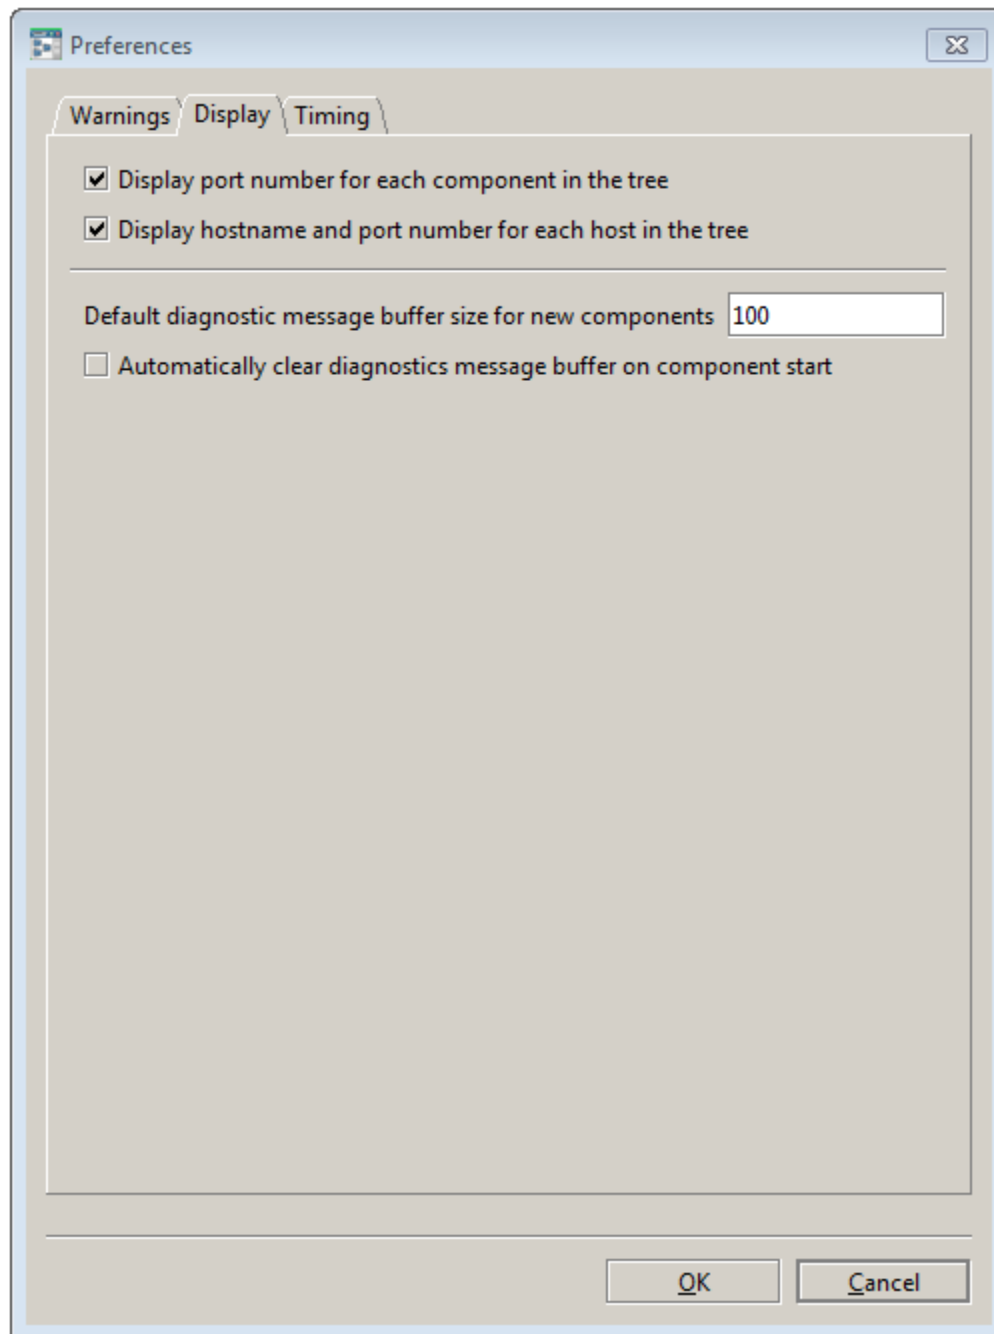 Preferences
Warnings Display Timing
Display port number for each component in the tree
Display hostname and port number for each host in the tree
Default diagnostic message buffer size for new components 100
Automatically clear diagnostics message buffer on component start
OK Cancel